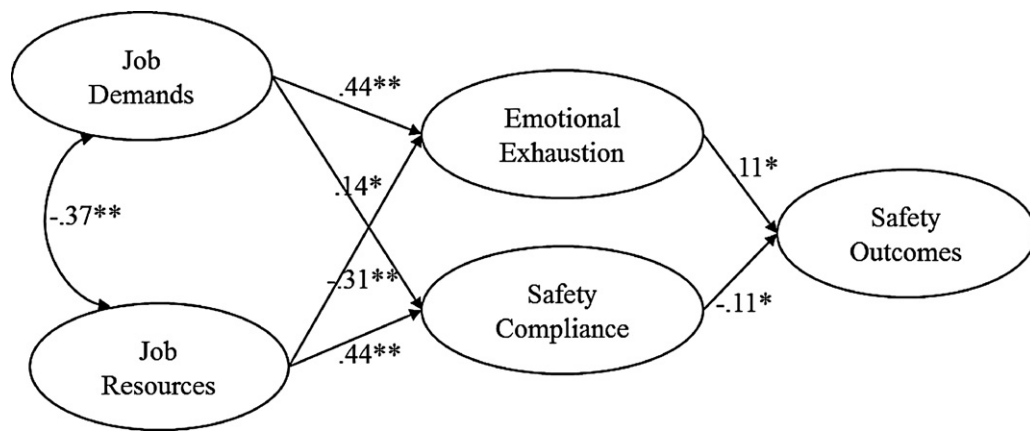 Job
Demands
.44**
Emotional
Exhaustion
.14*
11*
-.37**
Safety
Outcomes
-.31**
Safety
Compliance
-.11*
.44**
Job
Resources